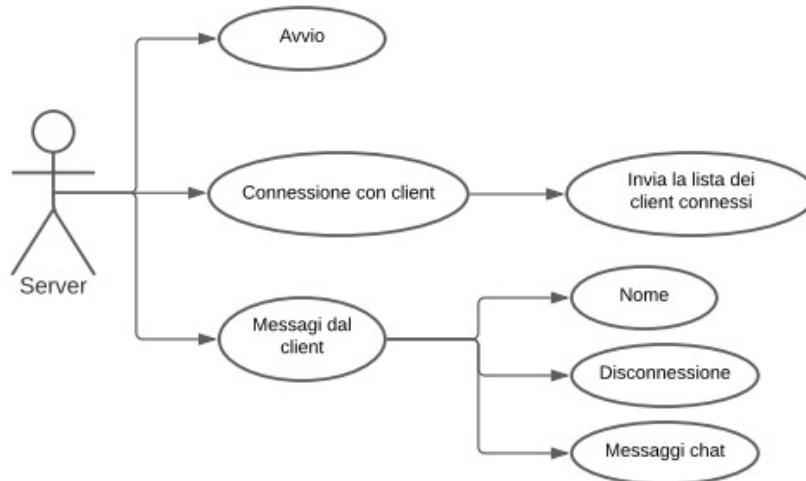 Avvio
Connessione con client
Invia la lista dei
client connessi
Server
Messagi dal
client
Nome
Disconnessione
Messaggi chat